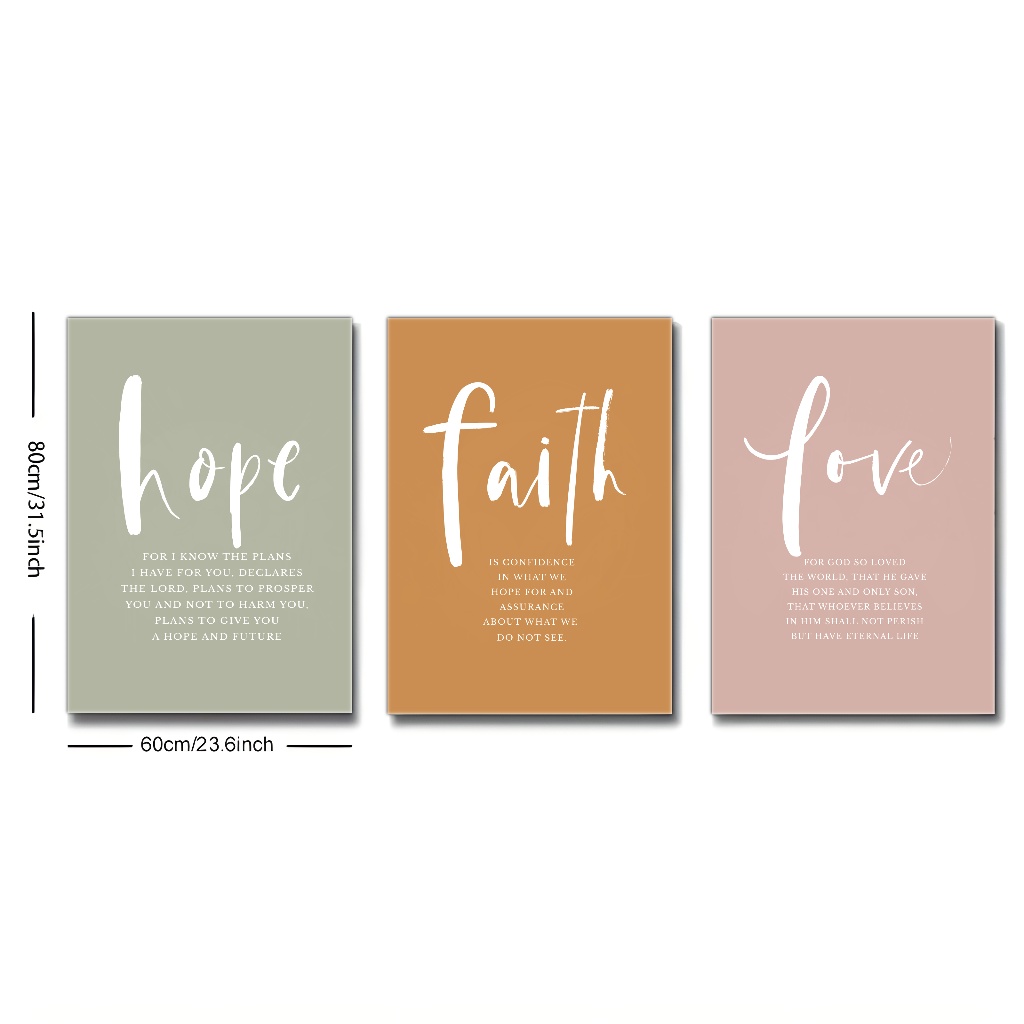 80cm/31.5inch
hope
FOR I KNOW THE PLANS
I HAVE FOR YOU, DECLARES
THE LORD, PLANS TO PROSPER
YOU AND NOT TO HARM YOU,
PLANS TO GIVE YOU
A HOPE AND FUTURE
60cm/23.6inch
faith
IS CONFIDENCE
IN WHAT WE
HOPE FOR AND
ASSURANCE
ABOUT WHAT WE
DO NOT SEE.
love
FOR GOD SO LOVED
THE WORLD, THAT HE GAVE
HIS ONE AND ONLY SON,
THAT WHOEVER BELIEVES
IN HIM SHALL NOT PERISH
BUT HAVE ETERNAL LIFE